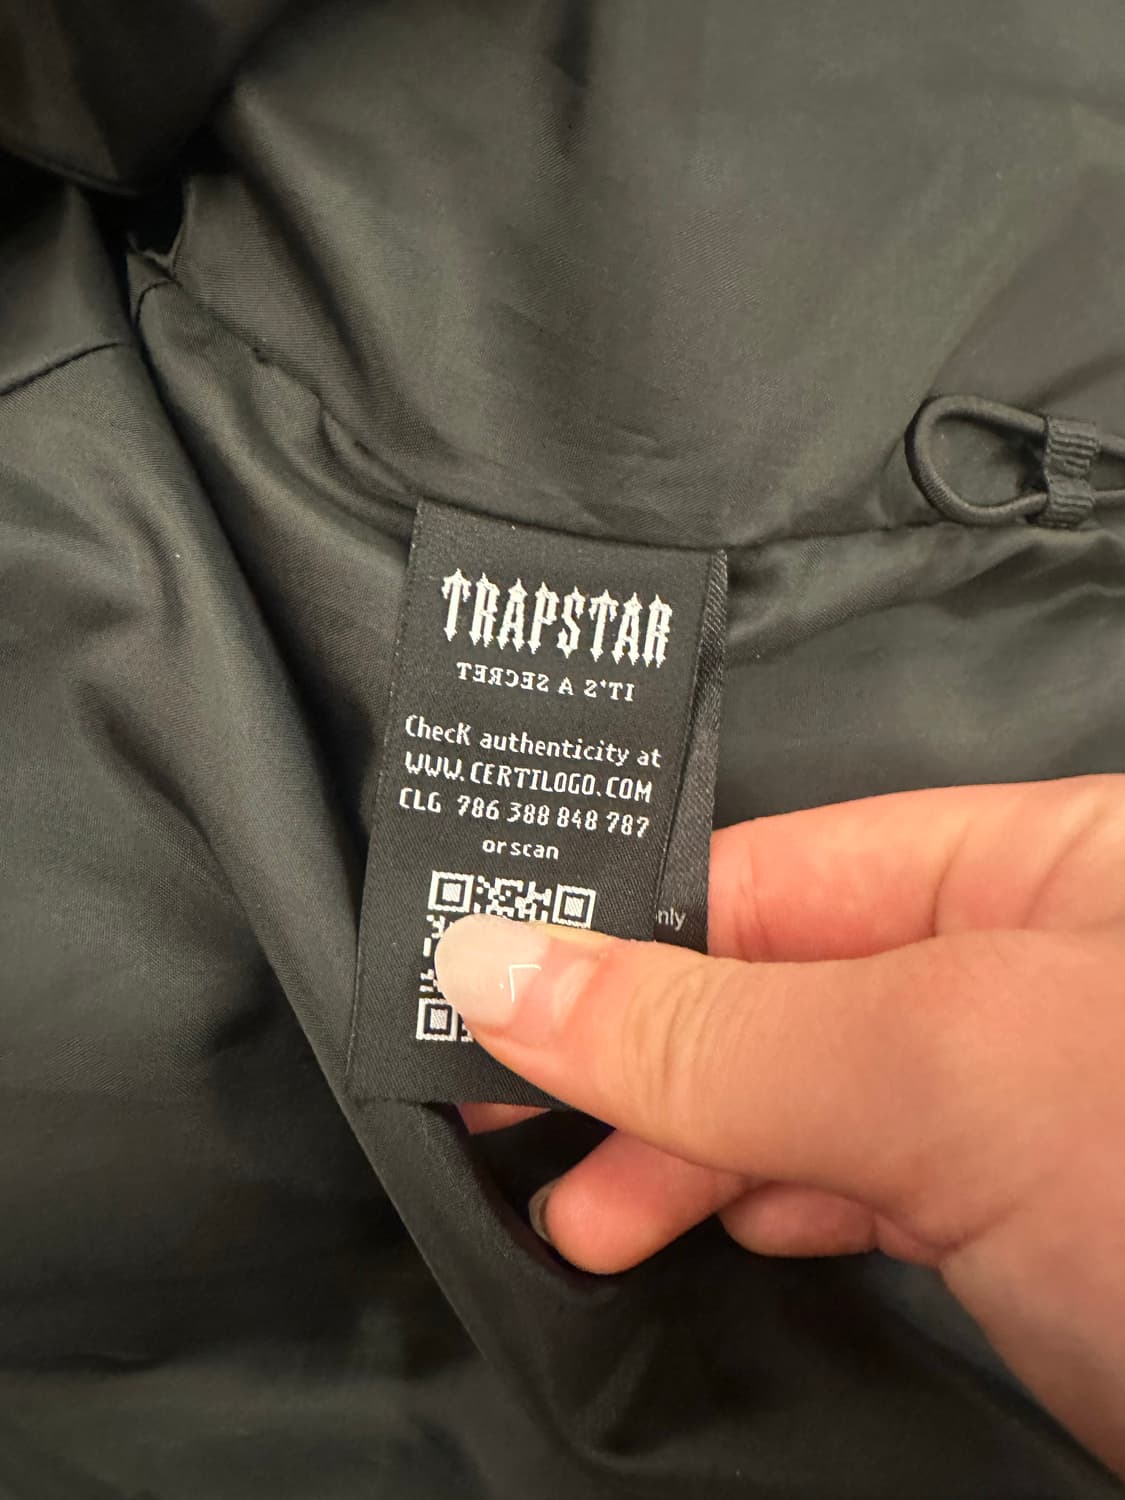 TRAPSTAR
IT'S A SECRET
Check authenticity at
WWW.CERTILOGO.COM
CLG 786 388 848 787
or scan